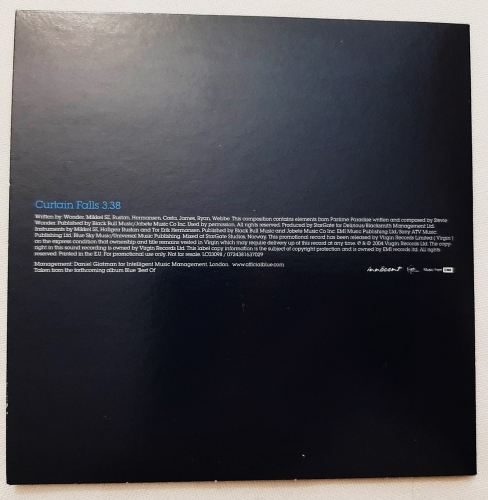 Curtain Falls 3.38
Written by Wonder, Mikkel SE, Rustan, Hermansen, Costa, James, Ryan, Webbe. This composition contains elements from Pastime Paradise written and composed by Stevie
Wonder. Published by Black Bull Music/Jobete Music Co Inc. Used by permission. All rights reserved. Produced by StarGate for Delirious Blacksmith Management Ltd.
Instruments by Mikkel SE, Hallgeir Rustan and Tor Erik Hermansen. Published by Black Bull Music and Jobete Music Co Inc. EMI Music Publishing Ltd, Sony ATV Music
Publishing Ltd, Blue Sky Music/Universal Music Publishing. Mixed at StarGate Studios, Norway. This promotional record has been released by Virgin Records Limited (Virgin)
on the express condition that ownership and title remains vested in Virgin which may require delivery up of this record at any time. ℗ & © 2004 Virgin Records Ltd. The copy-
right in this sound recording is owned by Virgin Records Ltd. This label copy information is the subject of copyright protection and is owned by EMI records ltd. All rights
reserved. Printed in the E.U. For promotional use only. Not for resale. LC03098 / 0724381637029
Management: Daniel Glatman for Intelligent Music Management, London. www.officialblue.com
Taken from the forthcoming album Blue 'Best Of'
innocent Virgin Music from EMI